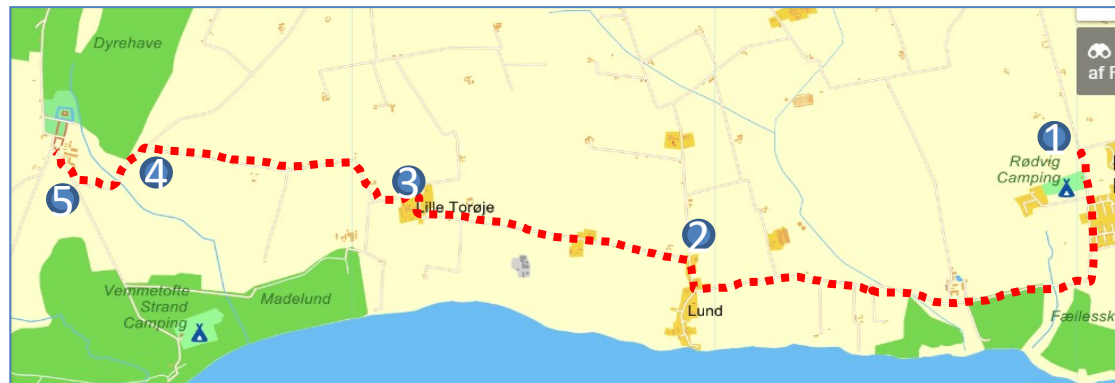 Dyrehave
af
1
Rødvig
Camping
4
3
5
Lille Torøje
2
Vemmetofte
Strand
Camping
Madelund
Lund